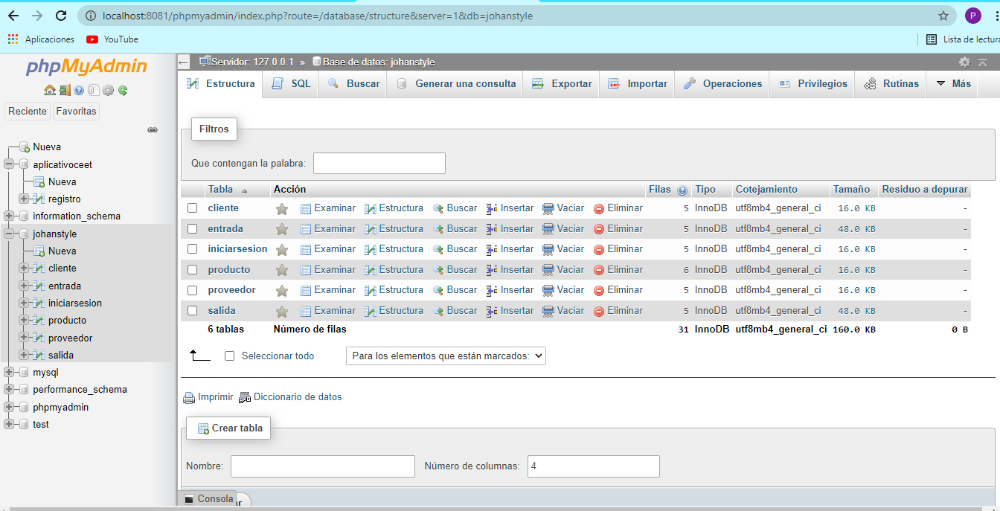 localhost:8081/phpmyadmin/index.php?route=/database/structure&server=1&db=johanstyle
P
Aplicaciones YouTube
Lista de lectura
phpMyAdmin
Reciente Favoritas
Nueva
aplicativoceet
Nueva
registro
information_schema
johanstyle
Nueva
cliente
entrada
iniciarsesion
producto
proveedor
salida
mysql
performance_schema
phpmyadmin
test
Servidor: 127.0.0.1 » Base de datos: johanstyle
Estructura SQL Buscar Generar una consulta Exportar Importar Operaciones Privilegios Rutinas Más
Filtros
Que contengan la palabra:
Tabla Acción Filas Tipo Cotejamiento Tamaño Residuo a depurar
cliente Examinar Estructura Buscar Insertar Vaciar Eliminar 5 InnoDB utf8mb4_general_ci 16.0 KB -
entrada Examinar Estructura Buscar Insertar Vaciar Eliminar 5 InnoDB utf8mb4_general_ci 48.0 KB -
iniciarsesion Examinar Estructura Buscar Insertar Vaciar Eliminar 5 InnoDB utf8mb4_general_ci 16.0 KB -
producto Examinar Estructura Buscar Insertar Vaciar Eliminar 6 InnoDB utf8mb4_general_ci 16.0 KB -
proveedor Examinar Estructura Buscar Insertar Vaciar Eliminar 5 InnoDB utf8mb4_general_ci 16.0 KB -
salida Examinar Estructura Buscar Insertar Vaciar Eliminar 5 InnoDB utf8mb4_general_ci 48.0 KB -
6 tablas Número de filas 31 InnoDB utf8mb4_general_ci 160.0 KB 0 B
Seleccionar todo Para los elementos que están marcados:
Imprimir Diccionario de datos
Crear tabla
Nombre: Número de columnas: 4
Consola